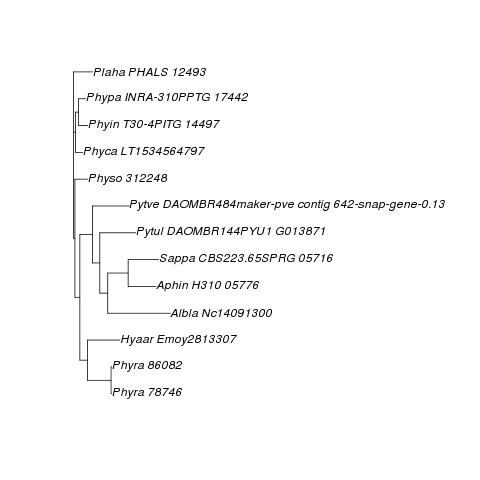 Plaha PHALS 12493
Phypa INRA-310PPTG 17442
Phyin T30-4PITG 14497
Phyca LT1534564797
Physo 312248
Pytve DAOMBR484maker-pve contig 642-snap-gene-0.13
Pytul DAOMBR144PYU1 G013871
Sappa CBS223.65SPRG 05716
Aphin H310 05776
Albla Nc14091300
Hyaar Emoy2813307
Phyra 86082
Phyra 78746